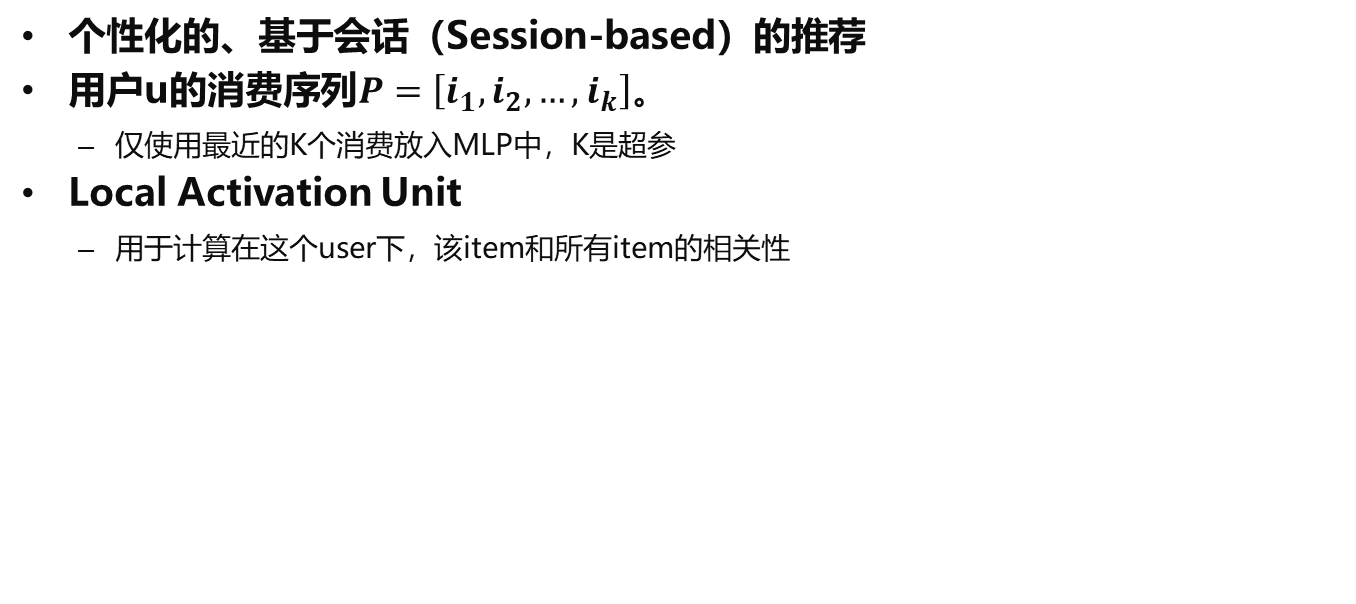 • 个性化的、基于会话（Session-based）的推荐
• 用户u的消费序列𝑷 = [𝒊₁, 𝒊₂, …, 𝒊ₖ]。
– 仅使用最近的K个消费放入MLP中，K是超参
• Local Activation Unit
– 用于计算在这个user下，该item和所有item的相关性